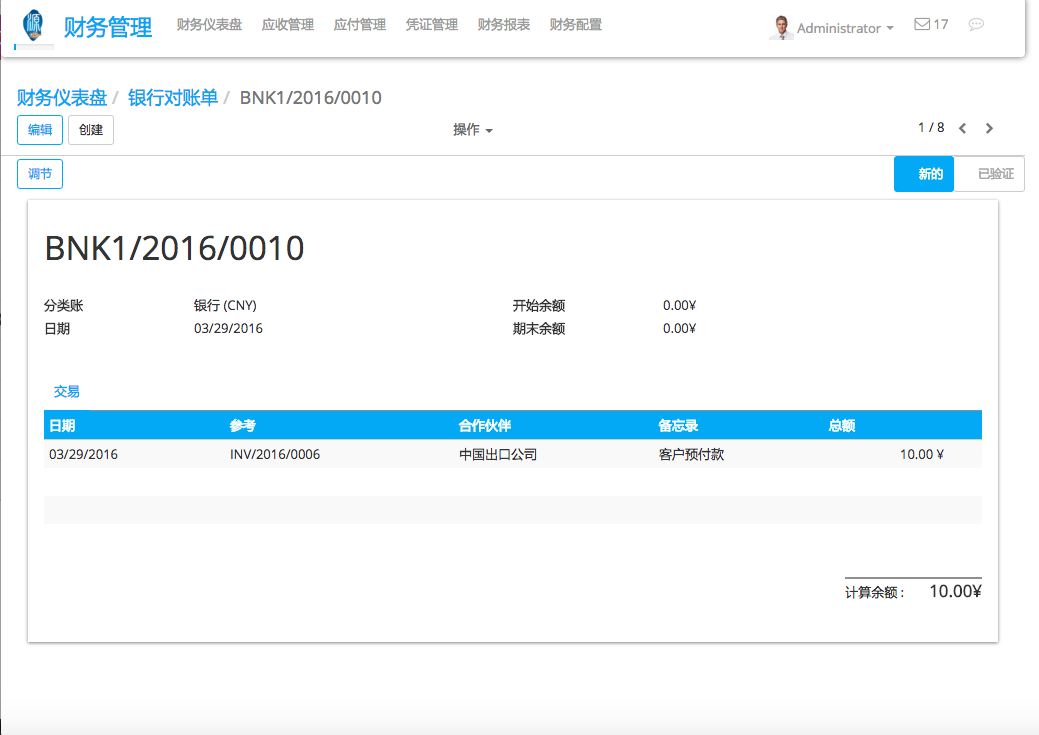 财务管理 财务仪表盘 应收管理 应付管理 凭证管理 财务报表 财务配置 Administrator 17
财务仪表盘 / 银行对账单 / BNK1/2016/0010
编辑 创建 操作 1 / 8
调节 新的 已验证
BNK1/2016/0010
分类账 银行 (CNY) 开始余额 0.00¥
日期 03/29/2016 期末余额 0.00¥
交易
日期 参考 合作伙伴 备忘录 总额
03/29/2016 INV/2016/0006 中国出口公司 客户预付款 10.00 ¥
计算余额 : 10.00¥